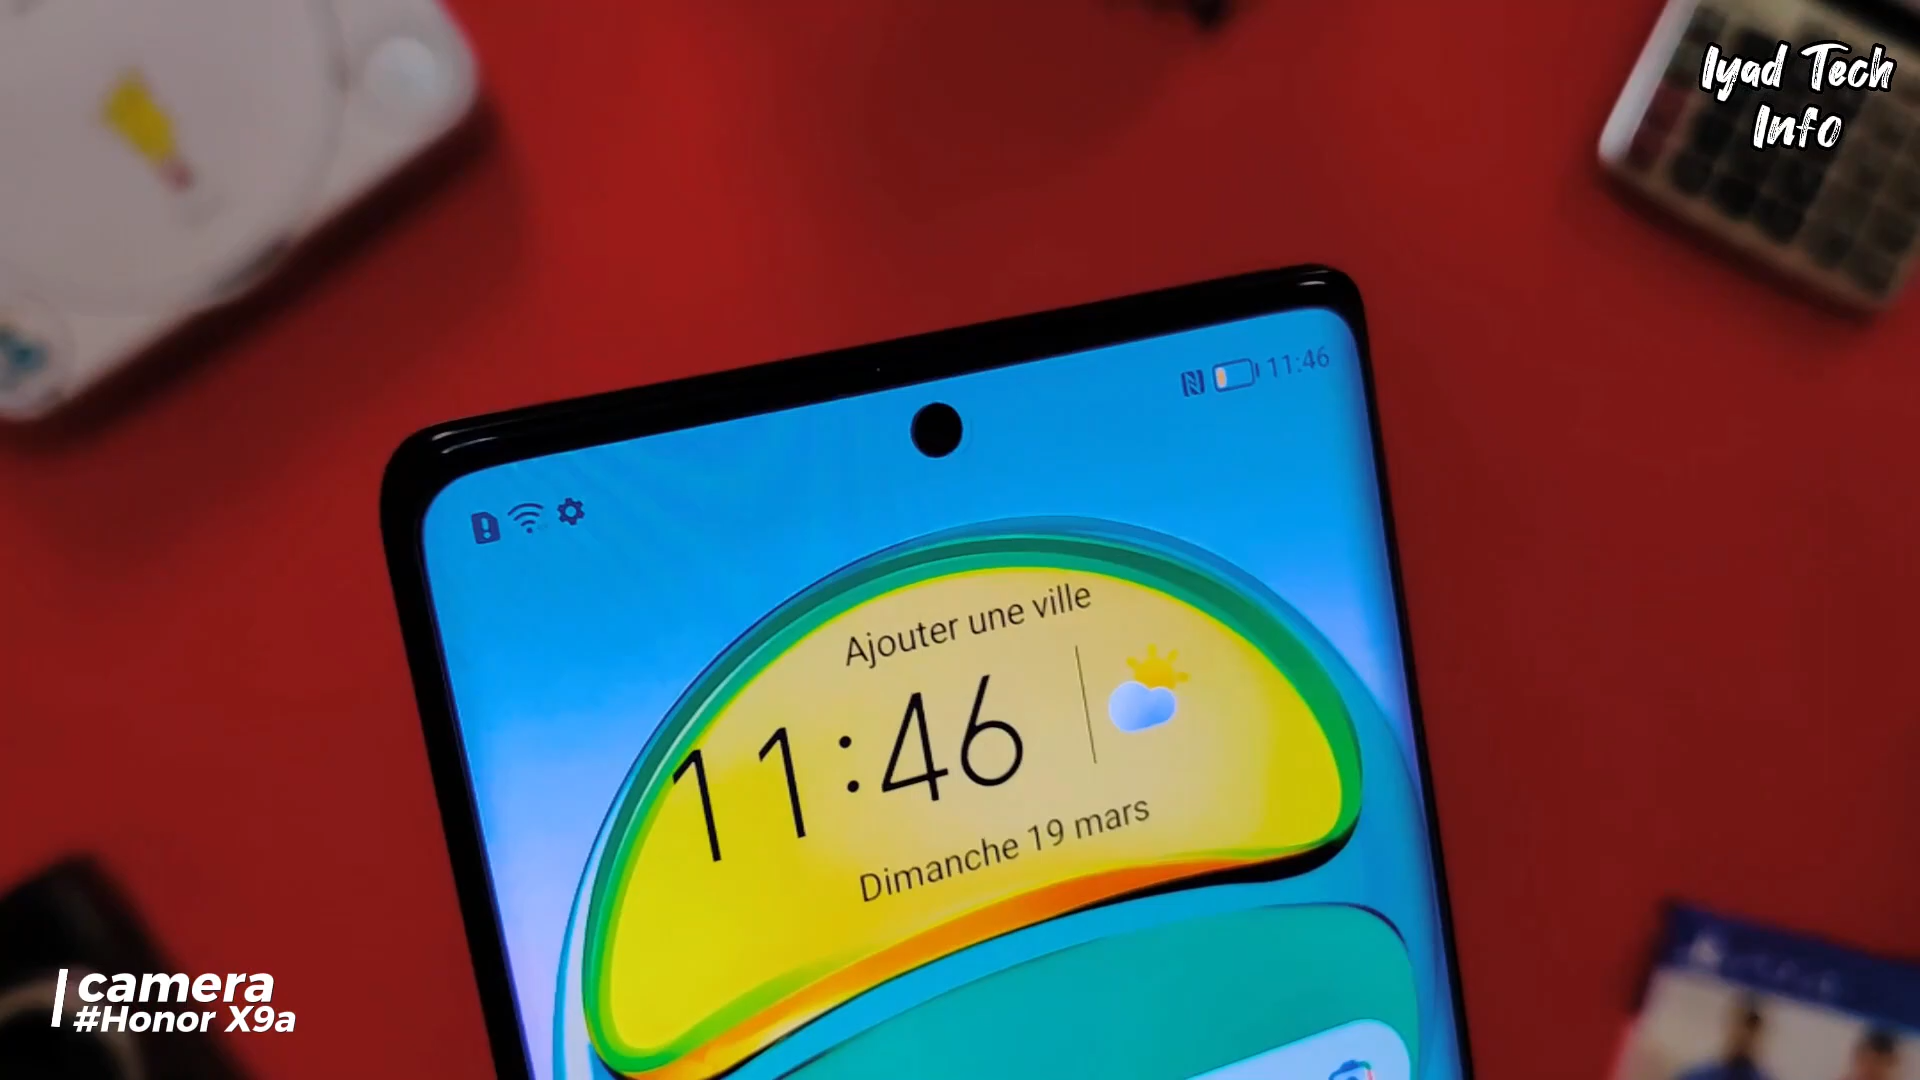 Iyad Tech
Info
11:46
Ajouter une ville
11:46
Dimanche 19 mars
camera
#Honor X9a